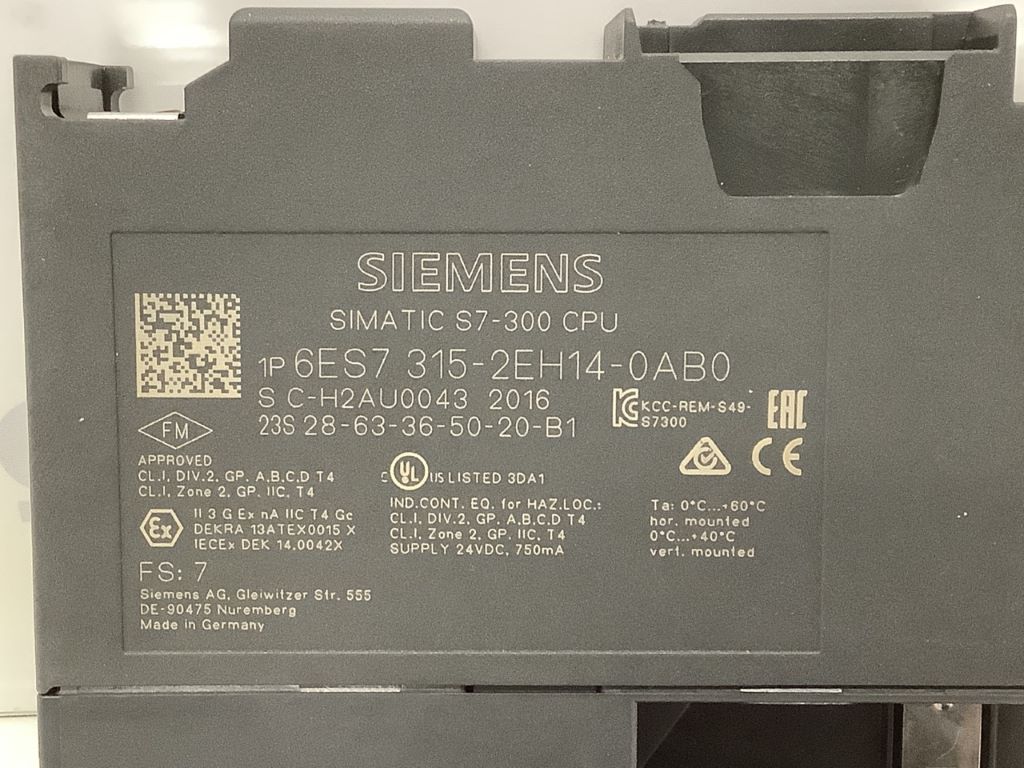 SIEMENS
SIMATIC S7-300 CPU
1P 6ES7 315-2EH14-0AB0
S C-H2AU0043 2016
23S 28-63-36-50-20-B1
KCC-REM-S49-
S7300
EAC
CE
FM
APPROVED
CL.I, DIV.2, GP. A,B,C,D T4
CL.I, Zone 2, GP. IIC, T4
Ex
II 3 G Ex nA IIC T4 Gc
DEKRA 13ATEX0015 X
IECEx DEK 14.0042X
C UL US LISTED 3DA1
IND.CONT. EQ. for HAZ.LOC.:
CL.I, DIV.2, GP. A,B,C,D T4
CL.I, Zone 2, GP. IIC, T4
SUPPLY 24VDC, 750mA
Ta: 0°C...+60°C
hor. mounted
0°C...+40°C
vert. mounted
FS: 7
Siemens AG, Gleiwitzer Str. 555
DE-90475 Nuremberg
Made in Germany